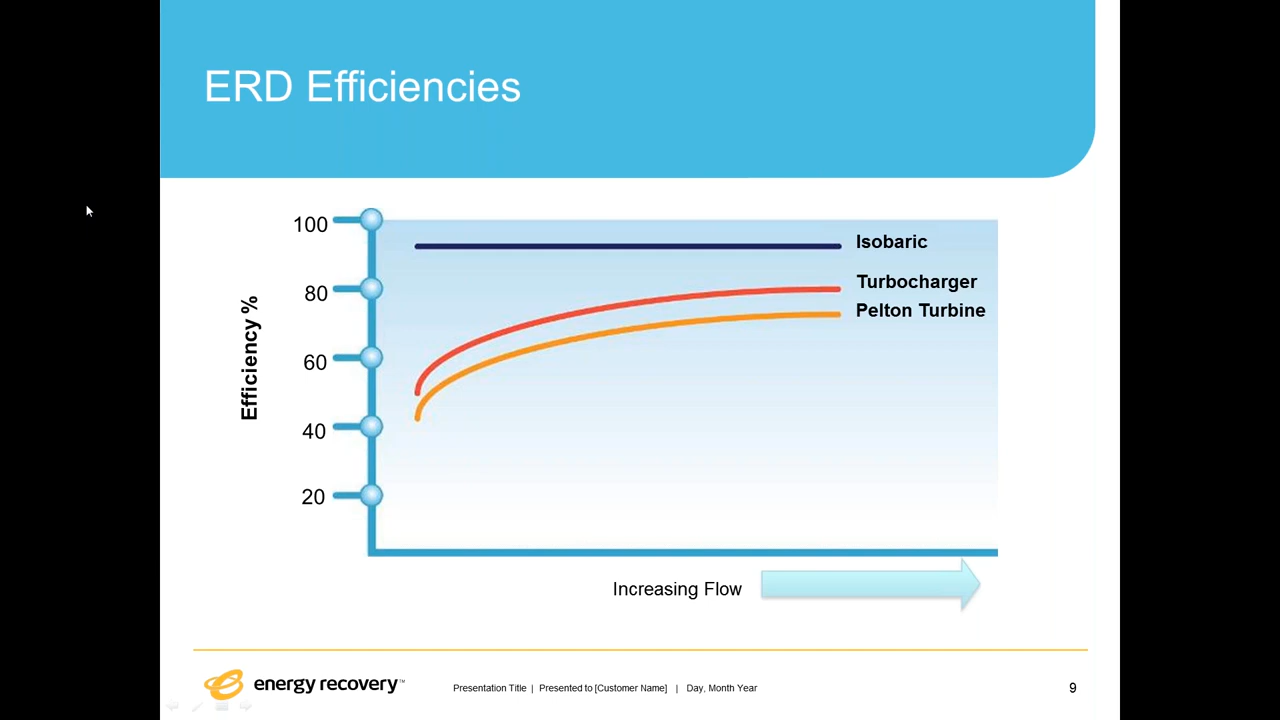 ERD Efficiencies
100
80
60
40
20
Efficiency %
Isobaric
Turbocharger
Pelton Turbine
Increasing Flow
energy recovery™
Presentation Title | Presented to [Customer Name] | Day, Month Year
9